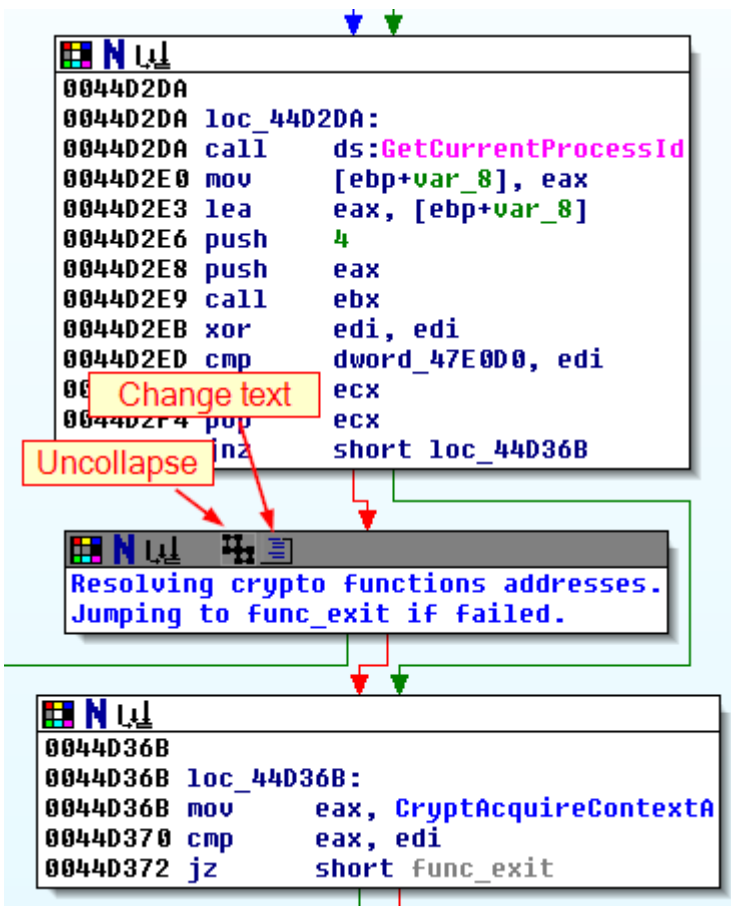 0044D2DA
0044D2DA loc_44D2DA:
0044D2DA call ds:GetCurrentProcessId
0044D2E0 mov [ebp+var_8], eax
0044D2E3 lea eax, [ebp+var_8]
0044D2E6 push 4
0044D2E8 push eax
0044D2E9 call ebx
0044D2EB xor edi, edi
0044D2ED cmp dword_47E0D0, edi
Change text
ecx
0044D2F4 pop ecx
Uncollapse
jnz short loc_44D36B
Resolving crypto functions addresses.
Jumping to func_exit if failed.
0044D36B
0044D36B loc_44D36B:
0044D36B mov eax, CryptAcquireContextA
0044D370 cmp eax, edi
0044D372 jz short func_exit